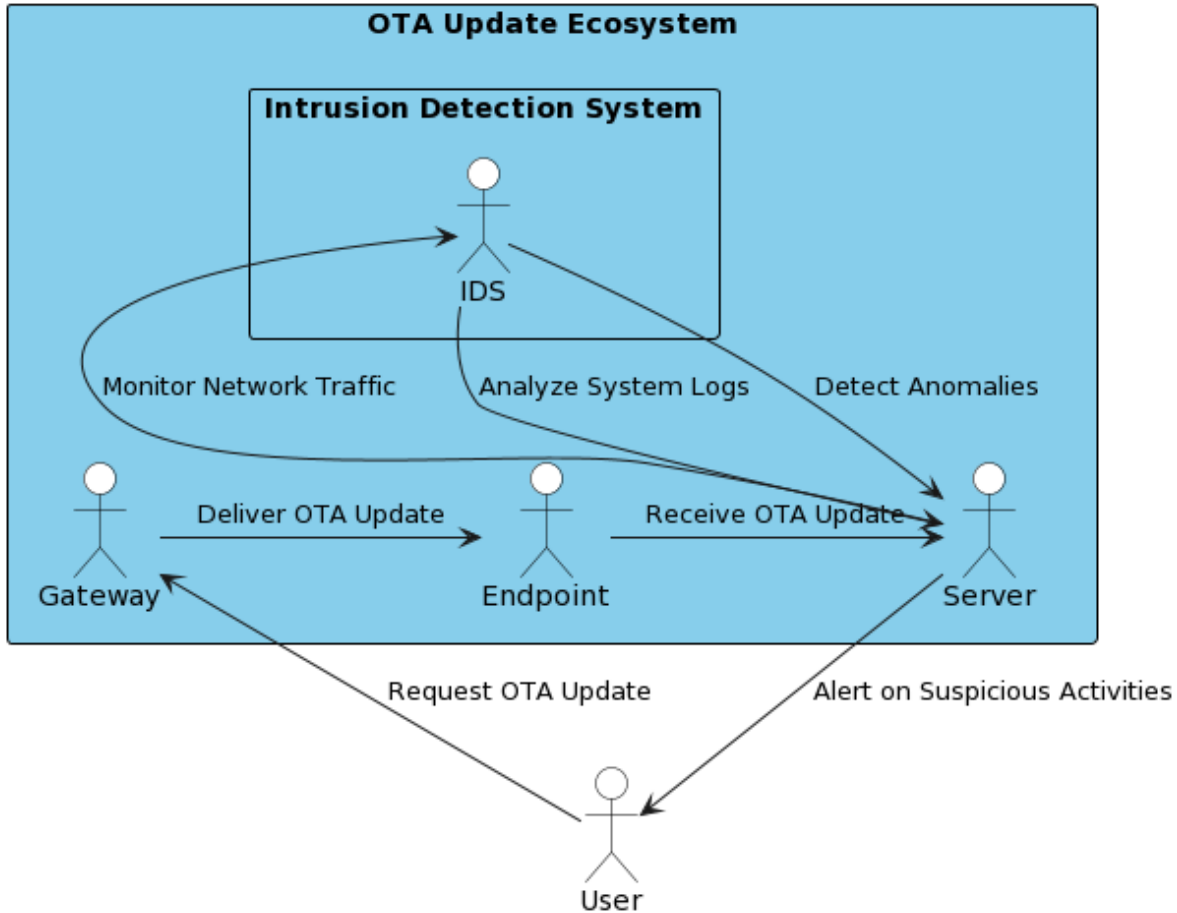 OTA Update Ecosystem
Intrusion Detection System
IDS
Monitor Network Traffic
Analyze System Logs
Detect Anomalies
Deliver OTA Update
Receive OTA Update
Gateway
Endpoint
Server
Request OTA Update
Alert on Suspicious Activities
User